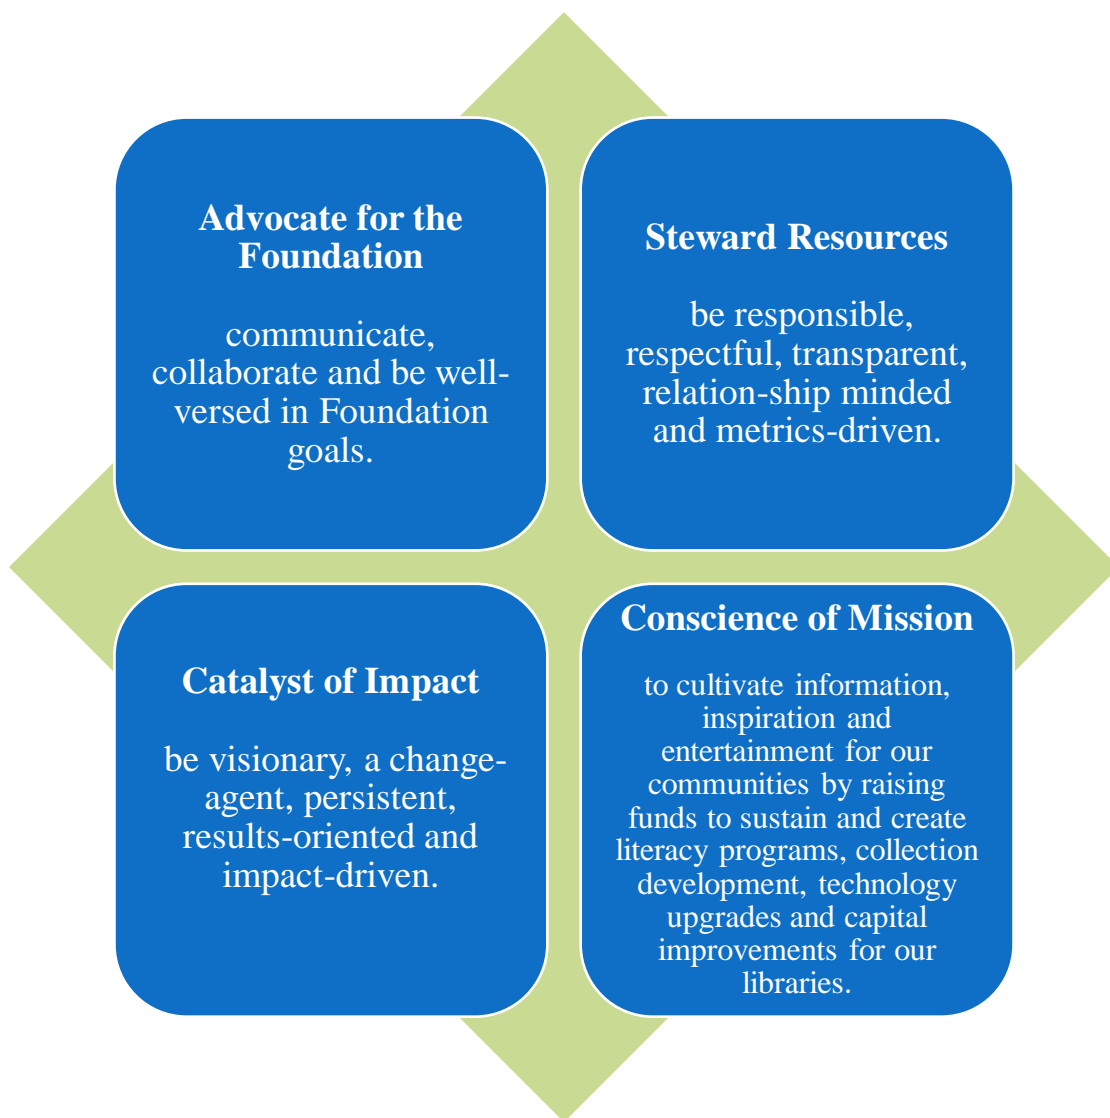 Advocate for the
Foundation
communicate,
collaborate and be well-
versed in Foundation
goals.
Steward Resources
be responsible,
respectful, transparent,
relation-ship minded
and metrics-driven.
Catalyst of Impact
be visionary, a change-
agent, persistent,
results-oriented and
impact-driven.
Conscience of Mission
to cultivate information,
inspiration and
entertainment for our
communities by raising
funds to sustain and create
literacy programs, collection
development, technology
upgrades and capital
improvements for our
libraries.